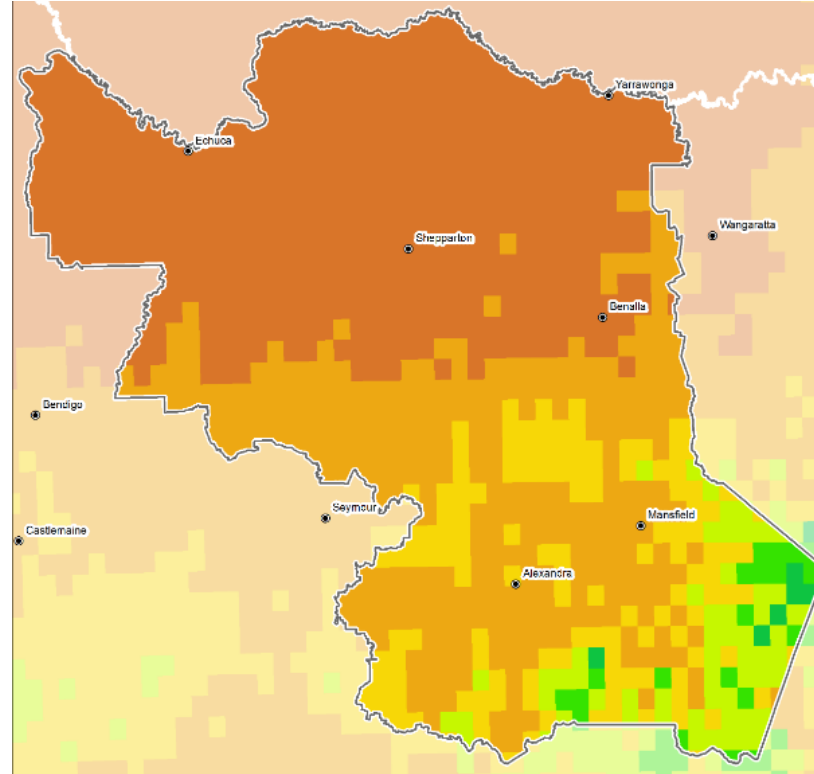 Yarrawonga
Echuca
Wangaratta
Shepparton
Benalla
Bendigo
Seymour
Mansfield
Castlemaine
Alexandra